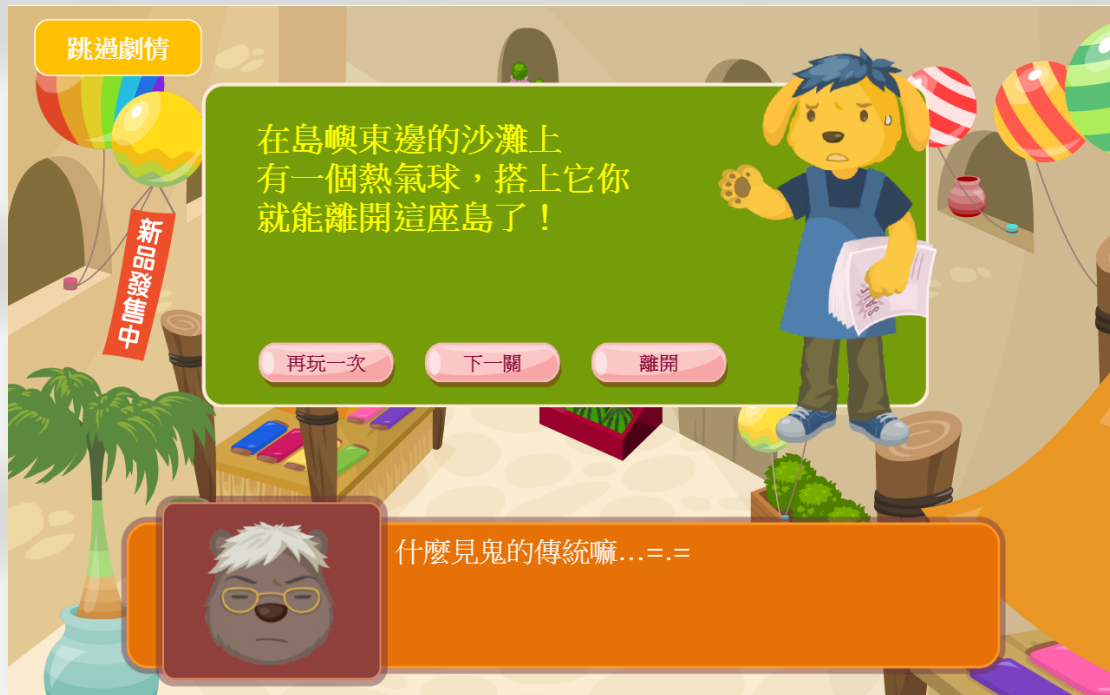 跳過劇情
在島嶼東邊的沙灘上
有一個熱氣球，搭上它你
就能離開這座島了！
新品發售中
再玩一次
下一關
離開
SALE
什麼見鬼的傳統嘛...=.=